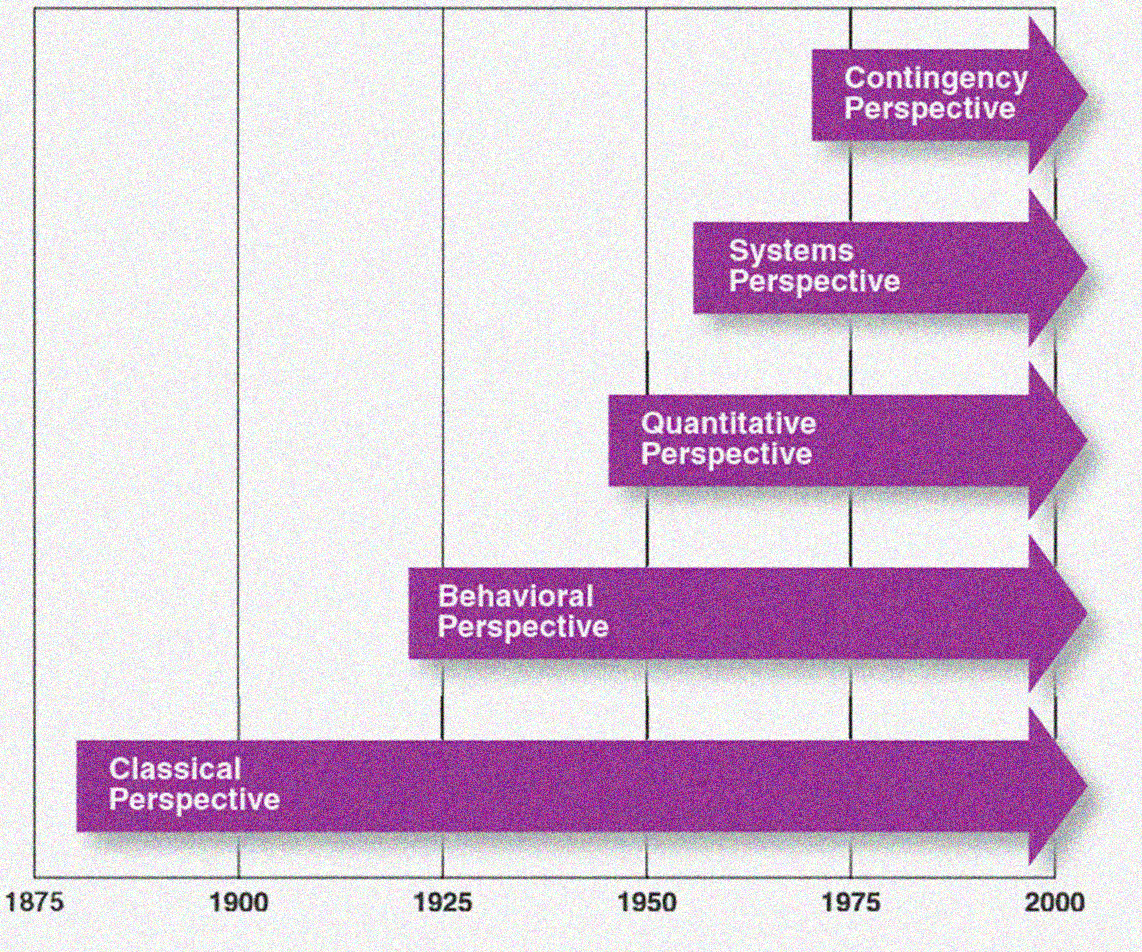 Contingency
Perspective
Systems
Perspective
Quantitative
Perspective
Behavioral
Perspective
Classical
Perspective
1875 1900 1925 1950 1975 2000